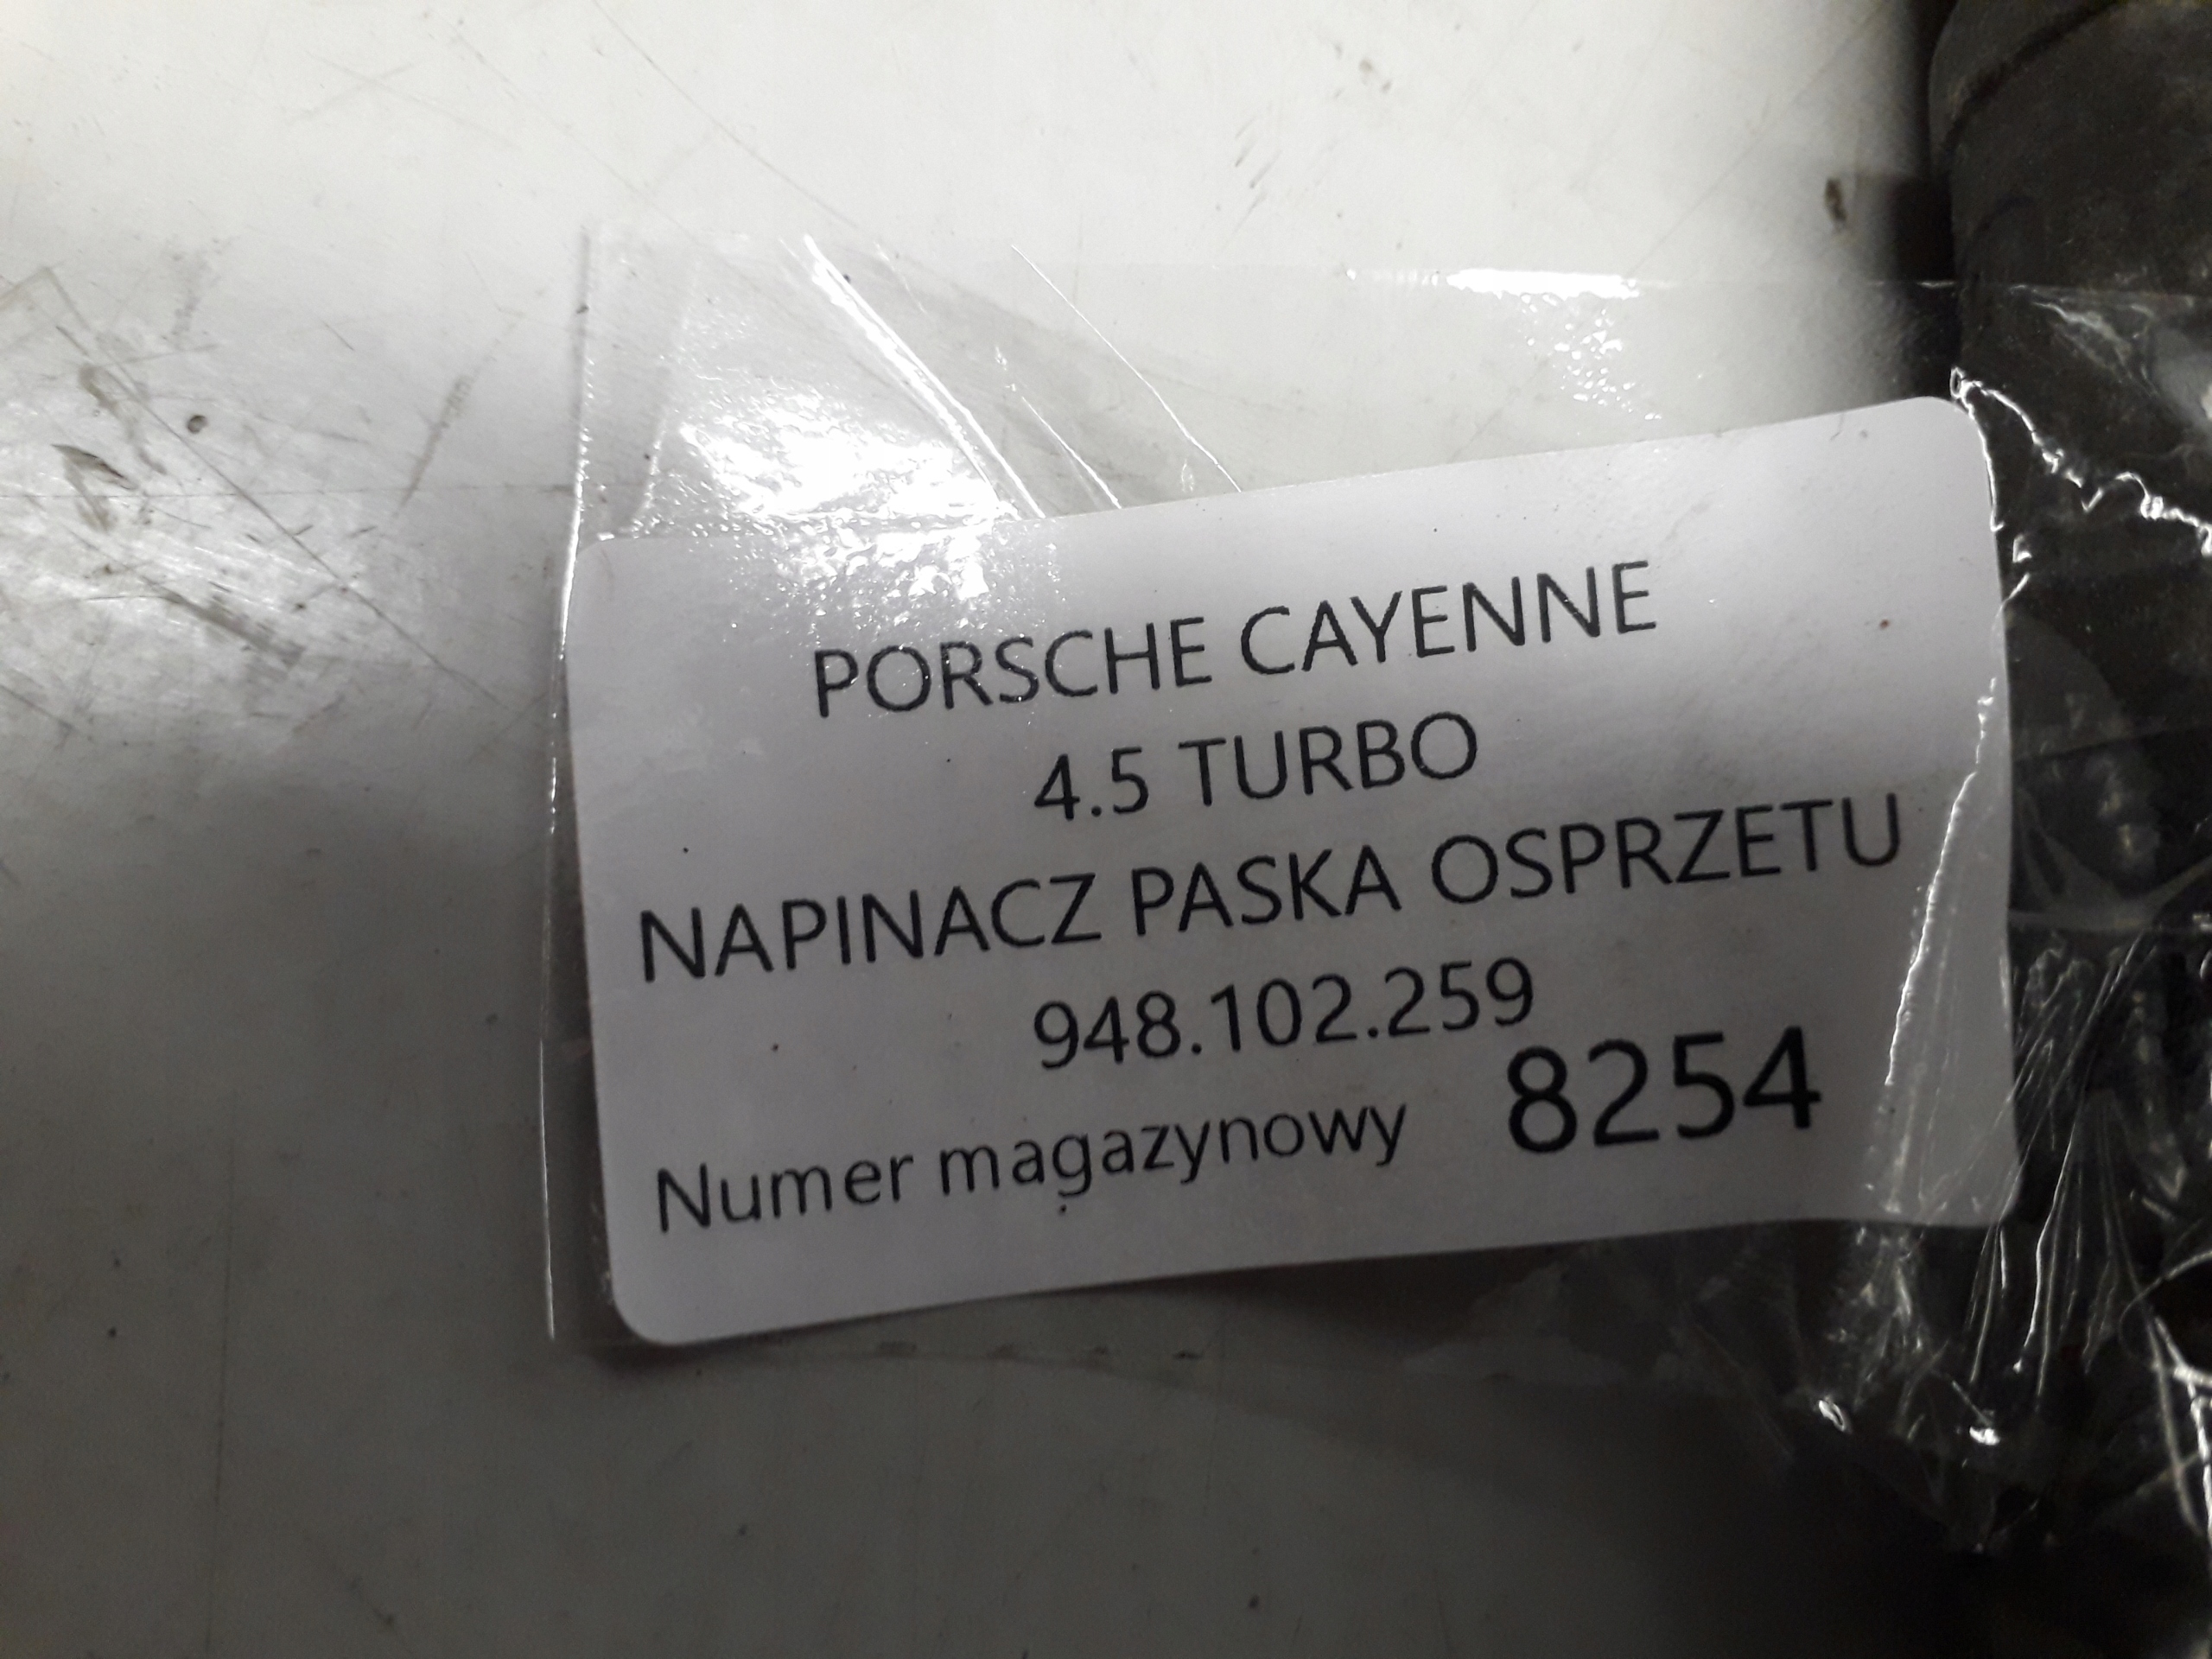 PORSCHE CAYENNE
4.5 TURBO
NAPINACZ PASKA OSPRZETU
948.102.259
Numer magazynowy 8254